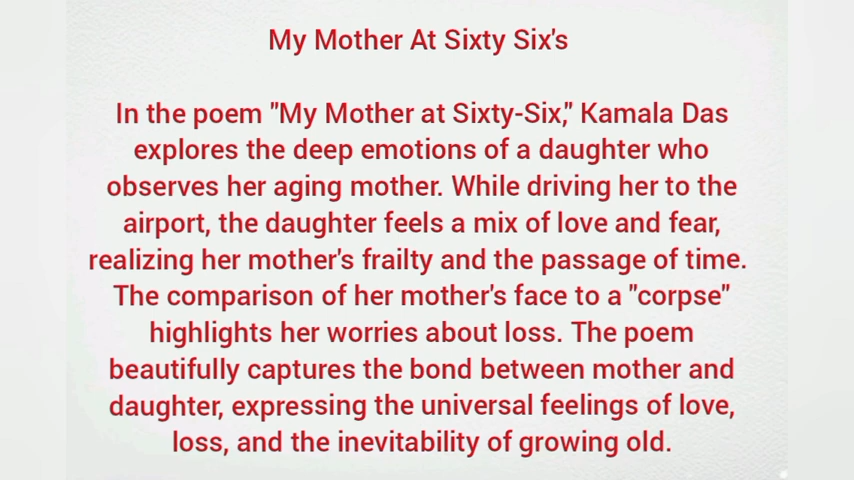 My Mother At Sixty Six's
In the poem "My Mother at Sixty-Six," Kamala Das
explores the deep emotions of a daughter who
observes her aging mother. While driving her to the
airport, the daughter feels a mix of love and fear,
realizing her mother's frailty and the passage of time.
The comparison of her mother's face to a "corpse"
highlights her worries about loss. The poem
beautifully captures the bond between mother and
daughter, expressing the universal feelings of love,
loss, and the inevitability of growing old.